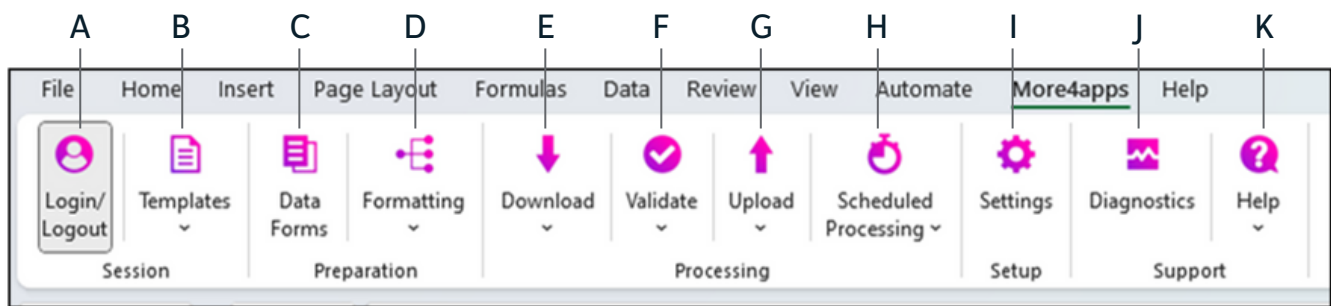 A B C D E F G H I J K
File Home Insert Page Layout Formulas Data Review View Automate More4apps Help
Login/ Templates Data Formatting Download Validate Upload Scheduled Settings Diagnostics Help
Logout Forms Processing
Session Preparation Processing Setup Support